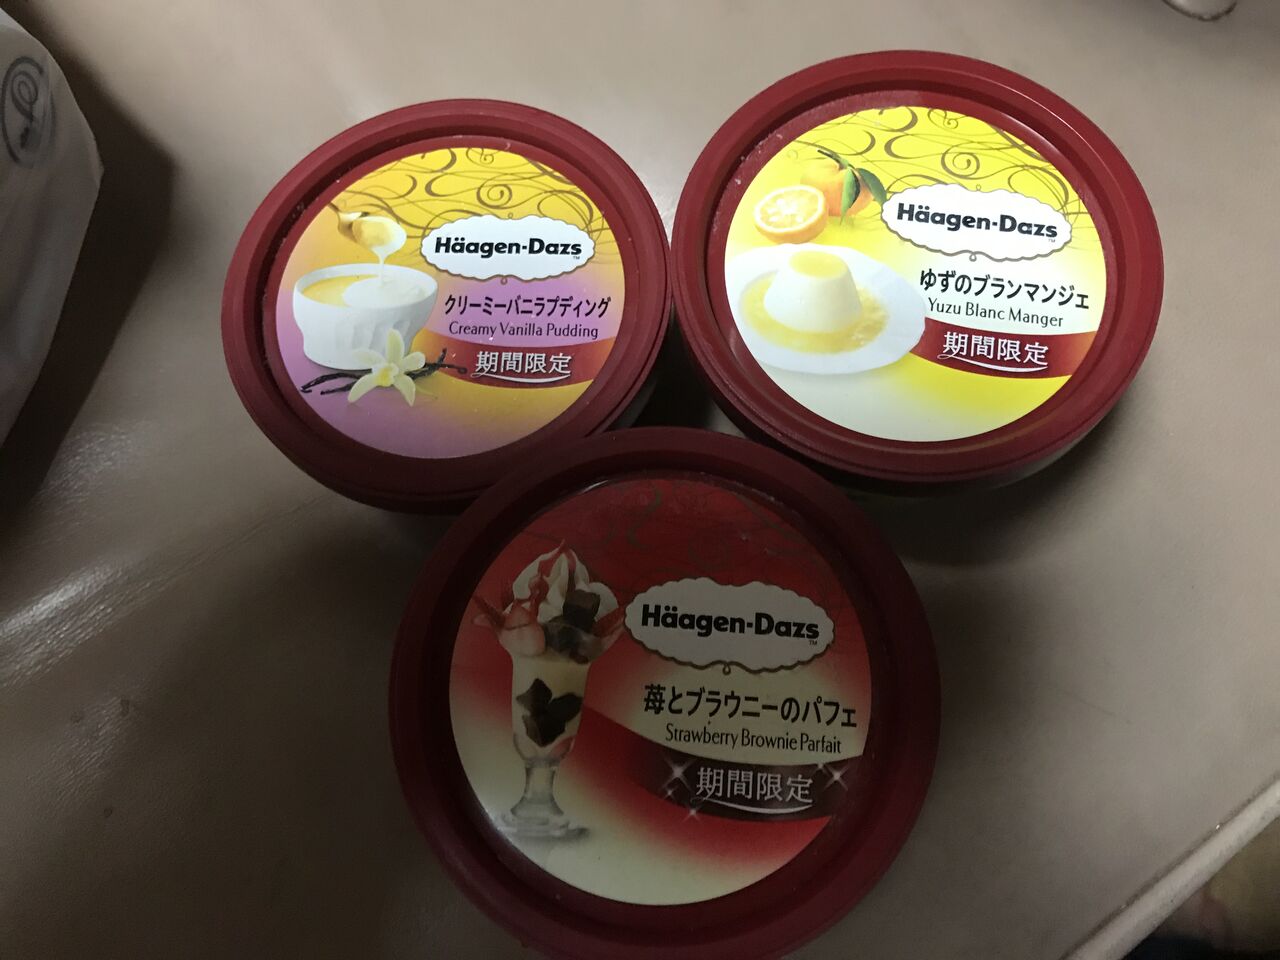 Häagen-Dazs™
クリーミーバニラプディング
Creamy Vanilla Pudding
期間限定
Häagen-Dazs™
ゆずのブランマンジェ
Yuzu Blanc Manger
期間限定
Häagen-Dazs™
苺とブラウニーのパフェ
Strawberry Brownie Parfait
期間限定